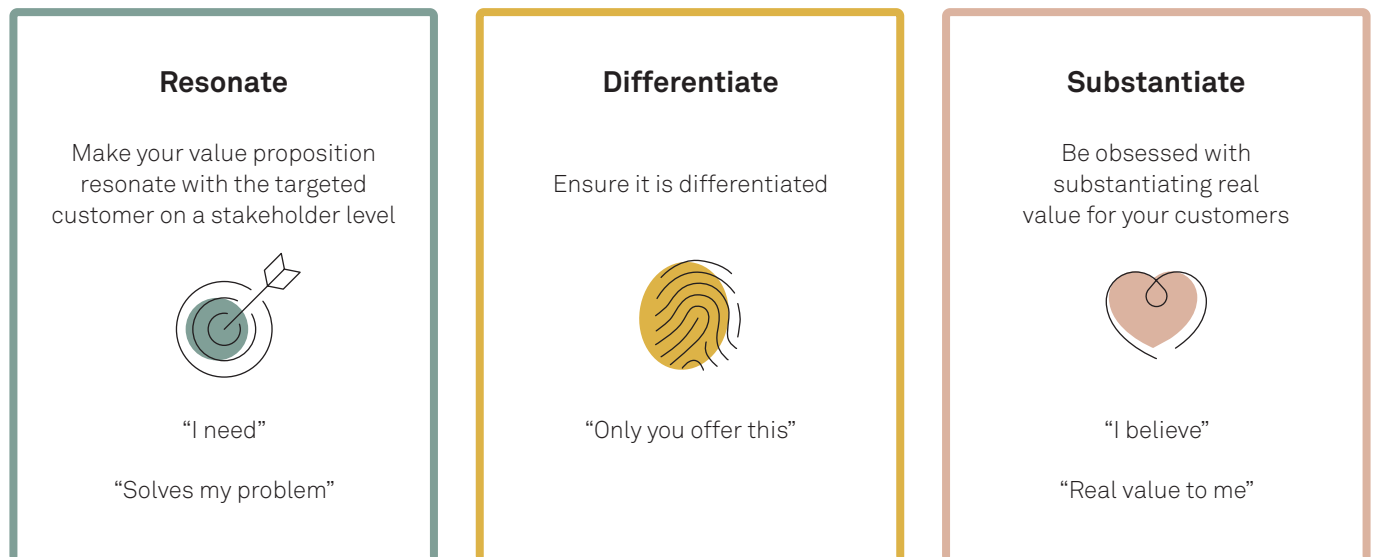 Resonate
Make your value proposition
resonate with the targeted
customer on a stakeholder level
“I need”
“Solves my problem”
Differentiate
Ensure it is differentiated
“Only you offer this”
Substantiate
Be obsessed with
substantiating real
value for your customers
“I believe”
“Real value to me”